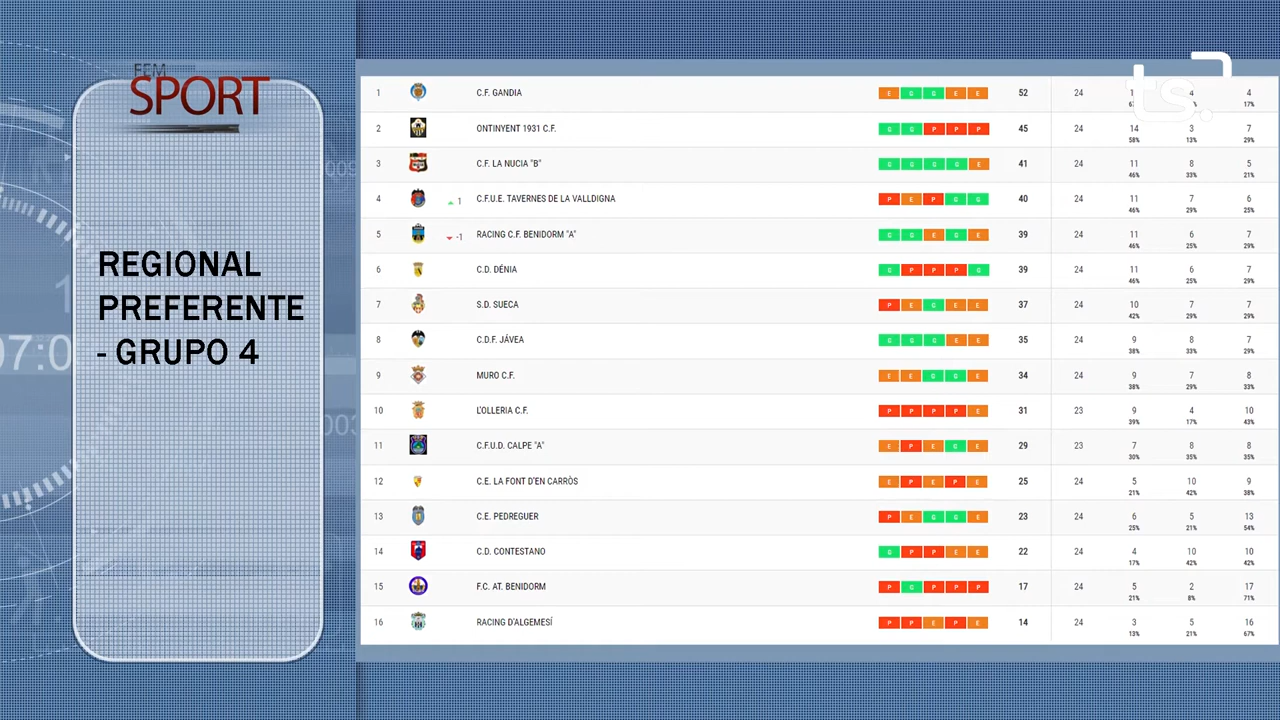 FEM
SPORT
ts.
REGIONAL
PREFERENTE
- GRUPO 4
1 C.F. GANDIA E G G E E 52 24 4 4 17%
2 ONTINYENT 1931 C.F. G G P P P 45 24 14 58% 3 13% 7 29%
3 C.F. LA NUCIA "B" G G G G E 41 24 11 46% 8 33% 5 21%
4 1 C.F.U.E. TAVERNES DE LA VALLDIGNA P E P G G 40 24 11 46% 7 29% 6 25%
5 -1 RACING C.F. BENIDORM "A" G G E G E 39 24 11 46% 6 25% 7 29%
6 C.D. DÉNIA G P P P G 39 24 11 46% 6 25% 7 29%
7 S.D. SUECA P E G E E 37 24 10 42% 7 29% 7 29%
8 C.D.F. JÁVEA G G G E E 35 24 9 38% 8 33% 7 29%
9 MURO C.F. E E G G E 34 24 9 38% 7 29% 8 33%
10 L'OLLERIA C.F. P P P P E 31 23 9 39% 4 17% 10 43%
11 C.F.U.D. CALPE "A" E P E G E 29 23 7 30% 8 35% 8 35%
12 C.E. LA FONT D'EN CARRÒS E P E P E 25 24 5 21% 10 42% 9 38%
13 C.E. PEDREGUER P E G G E 23 24 6 25% 5 21% 13 54%
14 C.D. CONTESTANO G P P E E 22 24 4 17% 10 42% 10 42%
15 F.C. AT. BENIDORM P G P P P 17 24 5 21% 2 8% 17 71%
16 RACING D'ALGEMESÍ P P E P E 14 24 3 13% 5 21% 16 67%